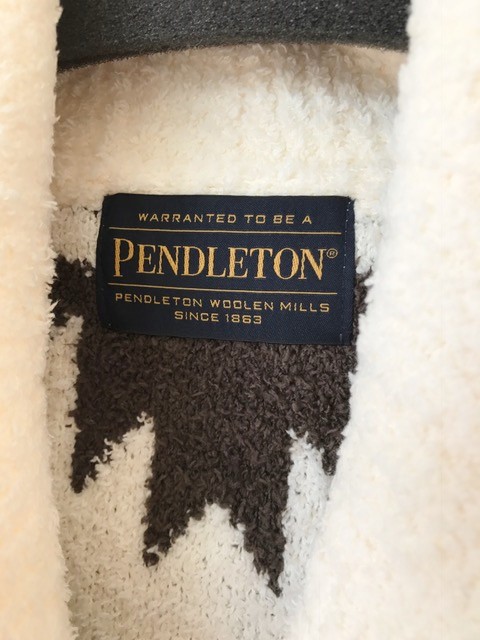 WARRANTED TO BE A
PENDLETON®
PENDLETON WOOLEN MILLS
SINCE 1863